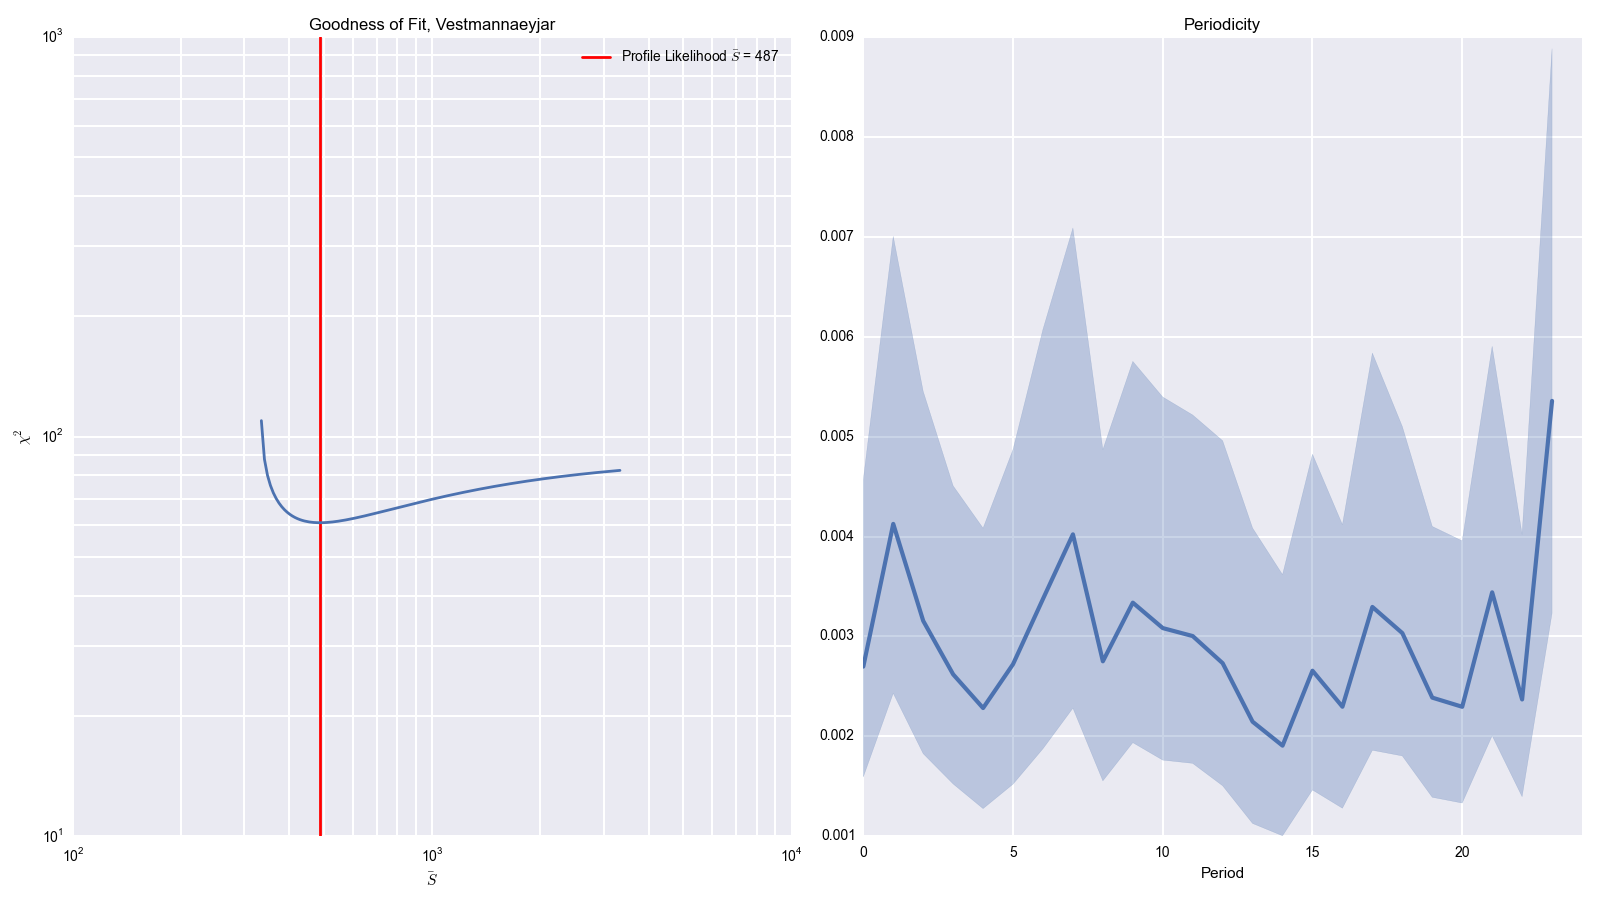 Goodness of Fit, Vestmannaeyjar
10³
Profile Likelihood S̄ = 487
10²
χ²
10¹
10² 10³ 10⁴
S̄
Periodicity
0.009
0.008
0.007
0.006
0.005
0.004
0.003
0.002
0.001
0 5 10 15 20
Period